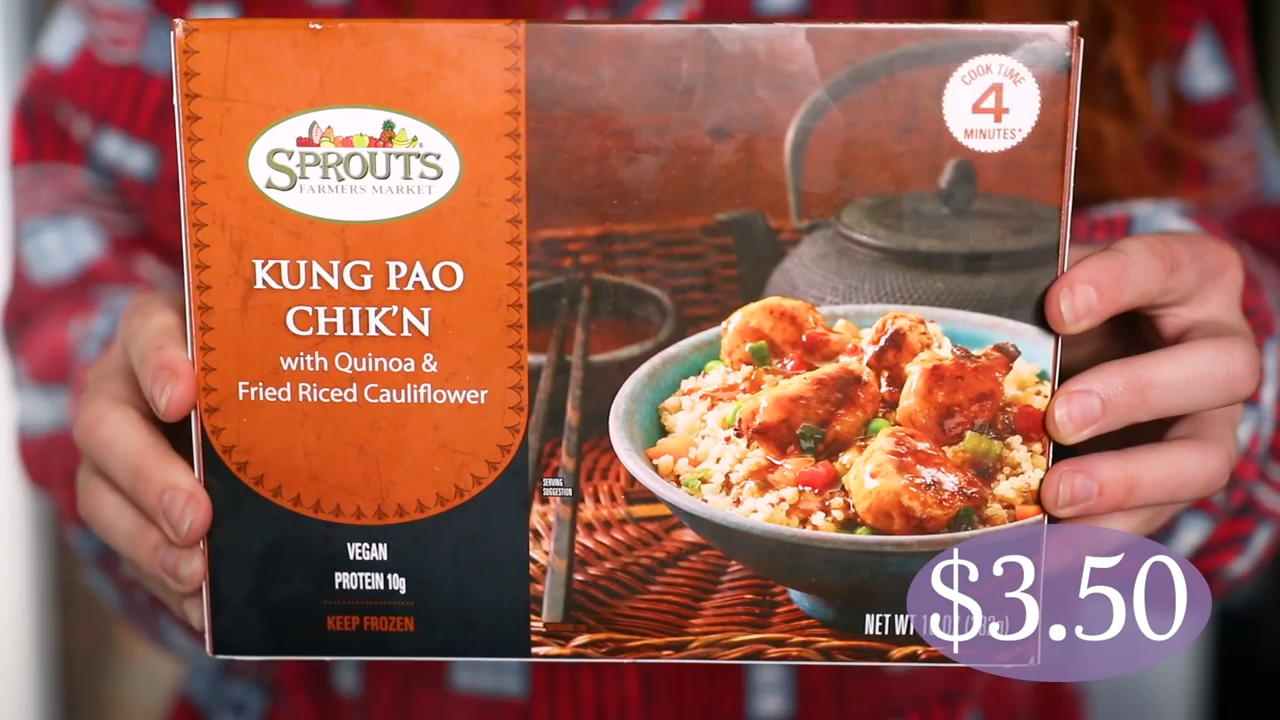 SPROUTS
FARMERS MARKET
KUNG PAO
CHIK'N
with Quinoa &
Fried Riced Cauliflower
VEGAN
PROTEIN 10g
KEEP FROZEN
COOK TIME
4
MINUTES*
SERVING
SUGGESTION
NET WT
$3.50